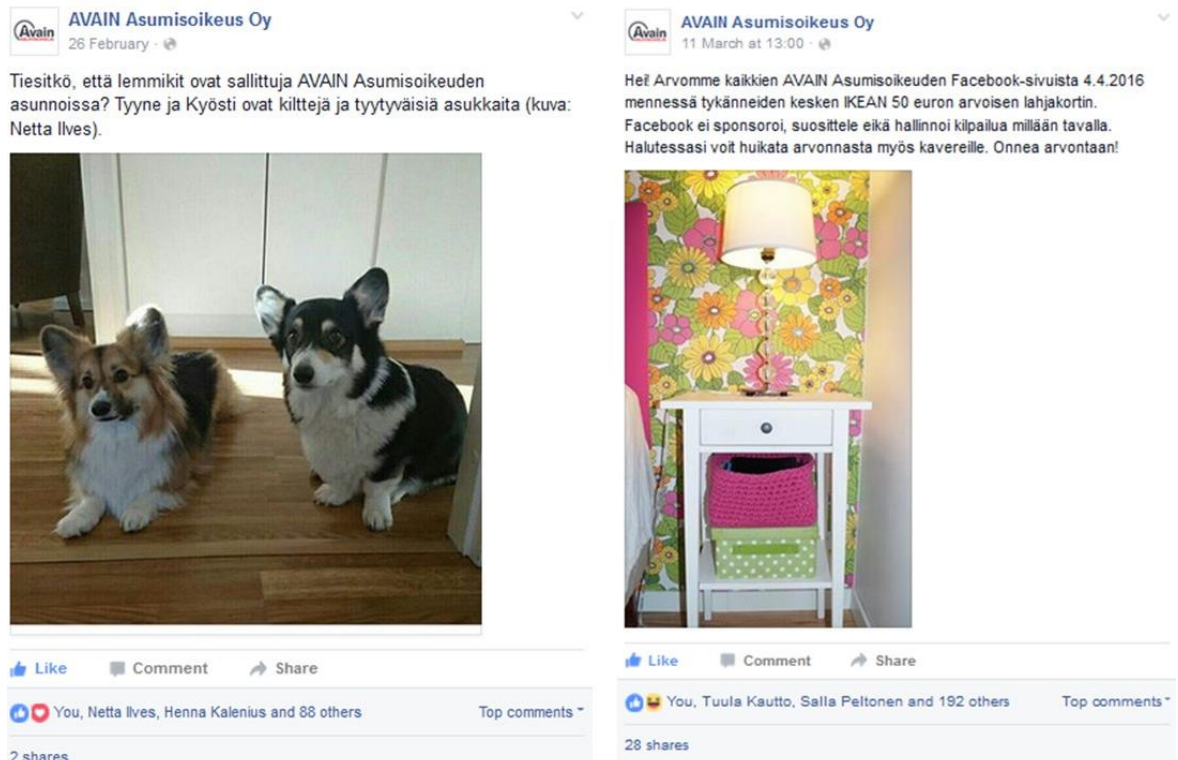 Avain
AVAIN Asumisoikeus Oy
26 February
Tiesitkö, että lemmikit ovat sallittuja AVAIN Asumisoikeuden
asunnoissa? Tyyne ja Kyösti ovat kilttejä ja tyytyväisiä asukkaita (kuva:
Netta Ilves).
Like Comment Share
You, Netta Ilves, Henna Kalenius and 88 others Top comments
2 shares
Avain
AVAIN Asumisoikeus Oy
11 March at 13:00
Hei! Arvomme kaikkien AVAIN Asumisoikeuden Facebook-sivuista 4.4.2016
mennessä tykänneiden kesken IKEAN 50 euron arvoisen lahjakortin.
Facebook ei sponsoroi, suosittele eikä hallinnoi kilpailua millään tavalla.
Halutessasi voit huikata arvonnasta myös kavereille. Onnea arvontaan!
Like Comment Share
You, Tuula Kautto, Salla Peltonen and 192 others Top comments
28 shares